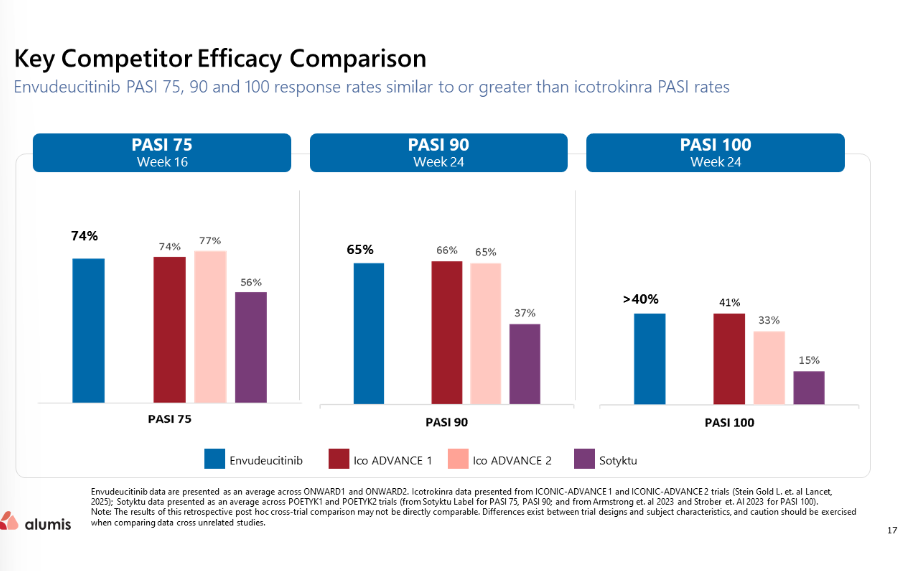 Key Competitor Efficacy Comparison
Envudeucitinib PASI 75, 90 and 100 response rates similar to or greater than icotrokinra PASI rates
PASI 75
Week 16
PASI 90
Week 24
PASI 100
Week 24
74%
74%
77%
56%
65%
66%
65%
37%
>40%
41%
33%
15%
PASI 75
PASI 90
PASI 100
Envudeucitinib
Ico ADVANCE 1
Ico ADVANCE 2
Sotyktu
Envudeucitinib data are presented as an average across ONWARD1 and ONWARD2. Icotrokinra data presented from ICONIC-ADVANCE 1 and ICONIC-ADVANCE 2 trials (Stein Gold L. et. al Lancet,
2025); Sotyktu data presented as an average across POETYK1 and POETYK2 trials (from Sotyktu Label for PASI 75, PASI 90; and from Armstrong et. al 2023 and Strober et. Al 2023 for PASI 100).
Note: The results of this retrospective post hoc cross-trial comparison may not be directly comparable. Differences exist between trial designs and subject characteristics, and caution should be exercised
when comparing data cross unrelated studies.
alumis
17